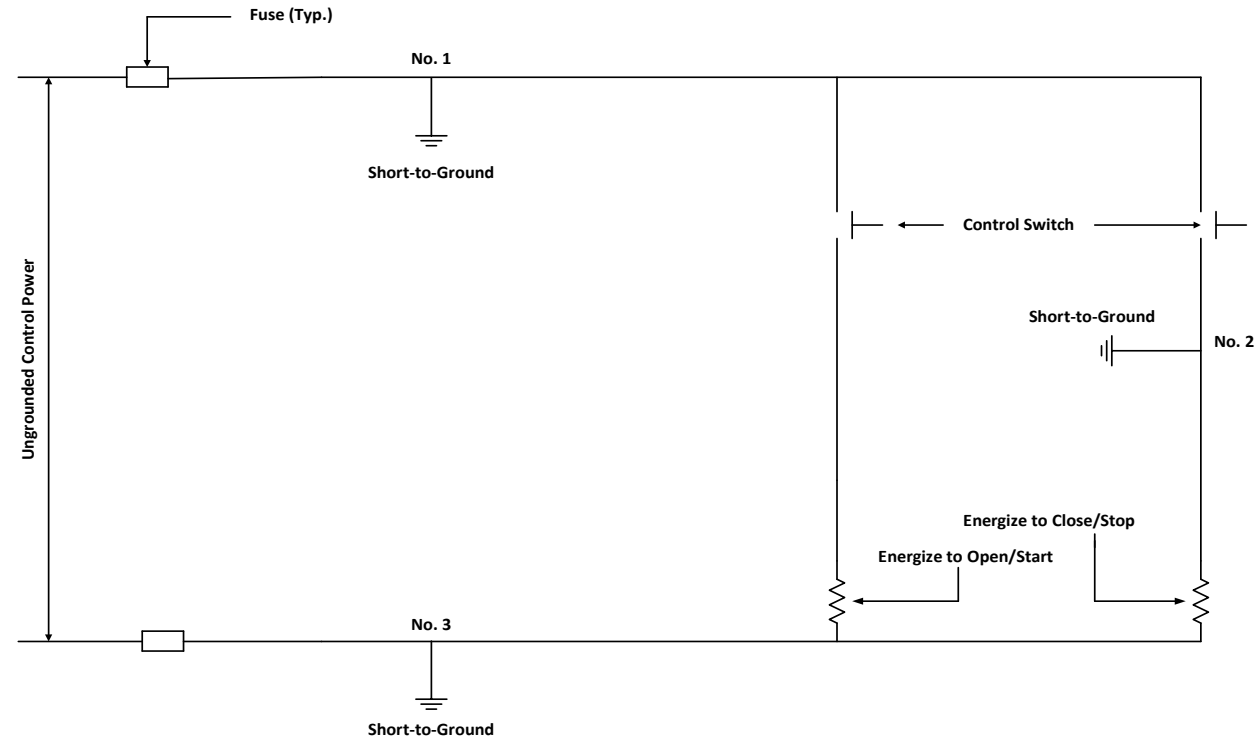 Fuse (Typ.)
No. 1
Short-to-Ground
Control Switch
Ungrounded Control Power
Short-to-Ground
No. 2
Energize to Close/Stop
Energize to Open/Start
No. 3
Short-to-Ground